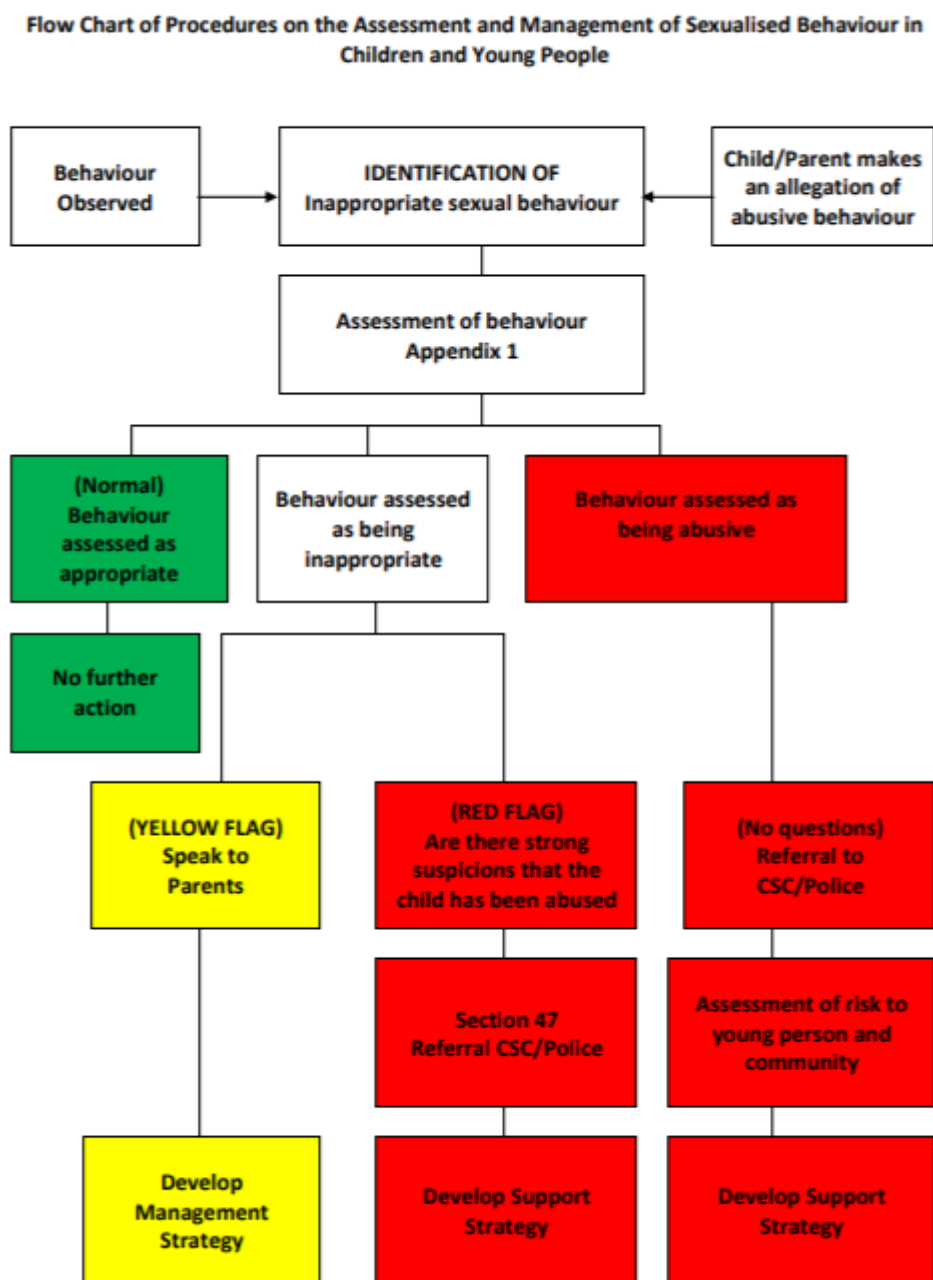 Flow Chart of Procedures on the Assessment and Management of Sexualised Behaviour in
Children and Young People
Behaviour
Observed
IDENTIFICATION OF
Inappropriate sexual behaviour
Child/Parent makes
an allegation of
abusive behaviour
Assessment of behaviour
Appendix 1
(Normal)
Behaviour
assessed as
appropriate
Behaviour assessed
as being
inappropriate
Behaviour assessed as
being abusive
No further
action
(YELLOW FLAG)
Speak to
Parents
(RED FLAG)
Are there strong
suspicions that the
child has been abused
(No questions)
Referral to
CSC/Police
Section 47
Referral CSC/Police
Assessment of risk to
young person and
community
Develop
Management
Strategy
Develop Support
Strategy
Develop Support
Strategy